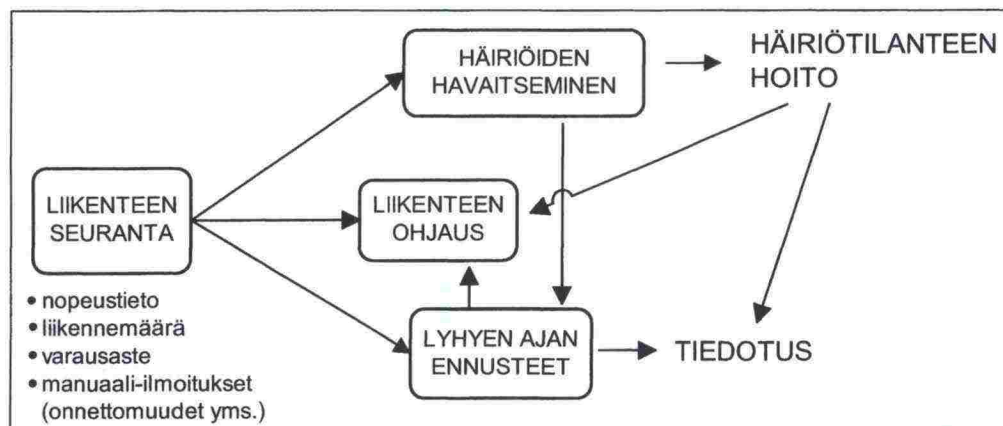 HÄIRIÖIDEN
HAVAITSEMINEN
HÄIRIÖTILANTEEN
HOITO
LIIKENTEEN
SEURANTA
LIIKENTEEN
OHJAUS
• nopeustieto
• liikennemäärä
• varausaste
• manuaali-ilmoitukset
(onnettomuudet yms.)
LYHYEN AJAN
ENNUSTEET
TIEDOTUS